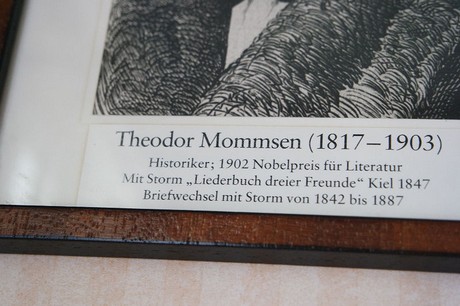 Theodor Mommsen (1817–1903)
Historiker; 1902 Nobelpreis für Literatur
Mit Storm „Liederbuch dreier Freunde“ Kiel 1847
Briefwechsel mit Storm von 1842 bis 1887